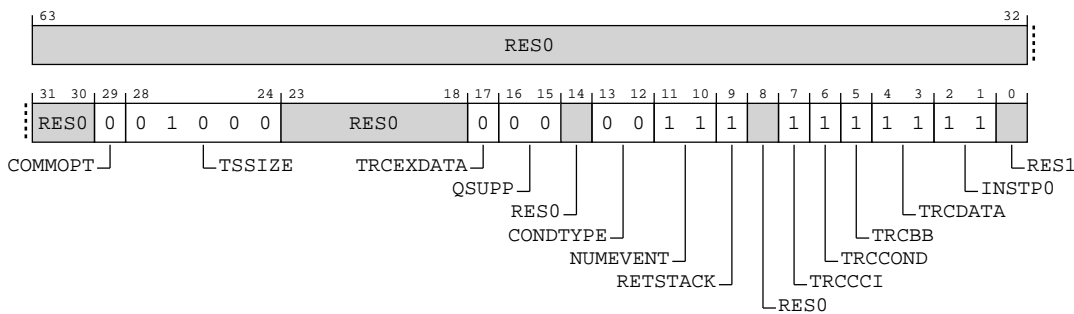 63 32
RES0
31 30 29 28 24 23 18 17 16 15 14 13 12 11 10 9 8 7 6 5 4 3 2 1 0
RES0 0 0 1 0 0 0 RES0 0 0 0 0 0 1 1 1 1 1 1 1 1 1 1
COMMOPT TSSIZE TRCEXDATA RES1
QSUPP INSTP0
RES0 TRCDATA
CONDTYPE TRCBB
NUMEVENT TRCCOND
RETSTACK TRCCCI
RES0